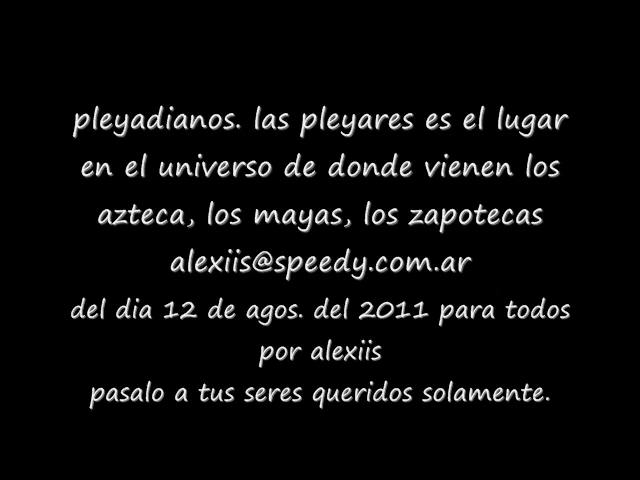 pleyadianos. las pleyares es el lugar
en el universo de donde vienen los
azteca, los mayas, los zapotecas
alexiis@speedy.com.ar
del dia 12 de agos. del 2011 para todos
por alexiis
pasalo a tus seres queridos solamente.